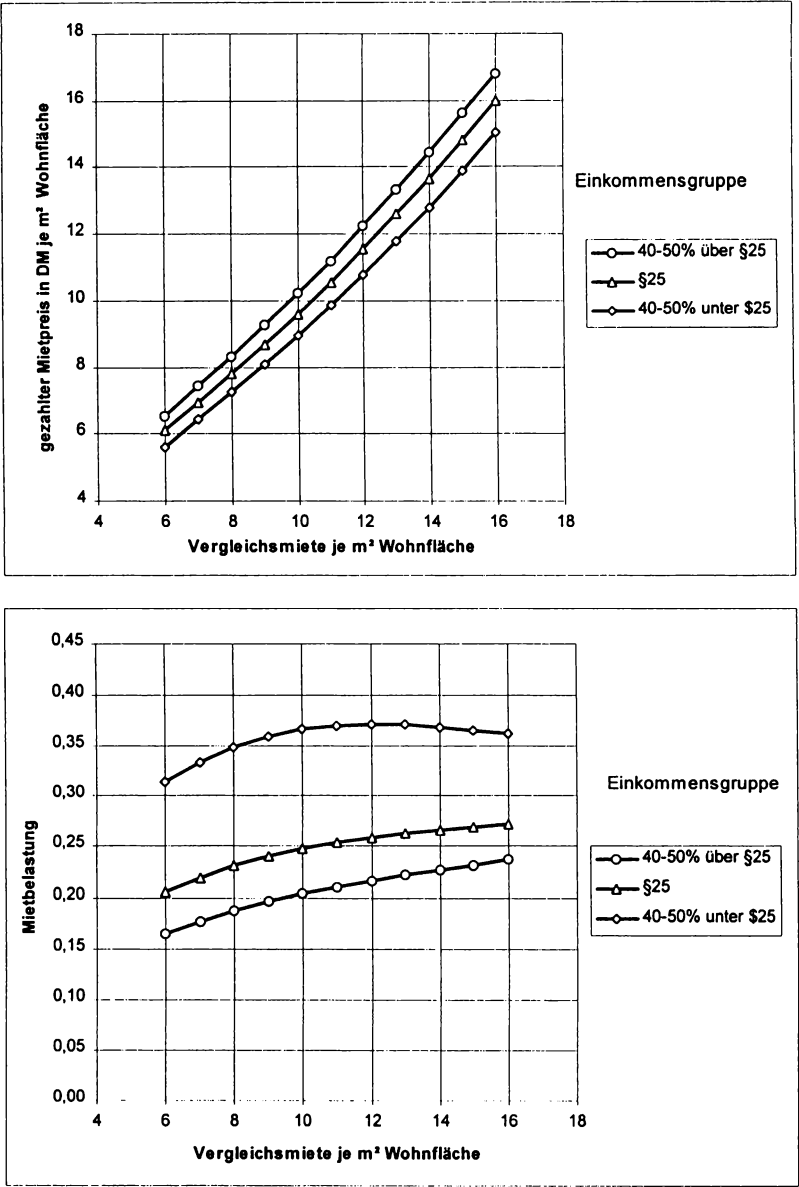 18
16
14
12
10
8
6
4
gezahlter Mietpreis in DM je m² Wohnfläche
4 6 8 10 12 14 16 18
Vergleichsmiete je m² Wohnfläche
Einkommensgruppe
40-50% über §25
§25
40-50% unter $25
0,45
0,40
0,35
0,30
0,25
0,20
0,15
0,10
0,05
0,00
Mietbelastung
4 6 8 10 12 14 16 18
Vergleichsmiete je m² Wohnfläche
Einkommensgruppe
40-50% über §25
§25
40-50% unter $25